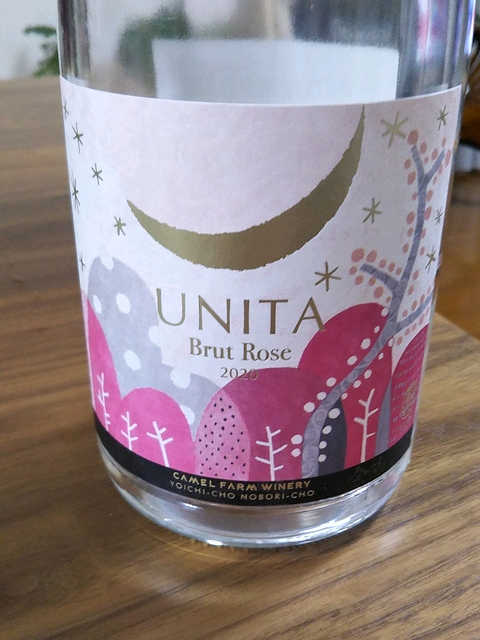 UNITA
Brut Rose
2020
CAMEL FARM WINERY
YOICHI-CHO NOBORI-CHO